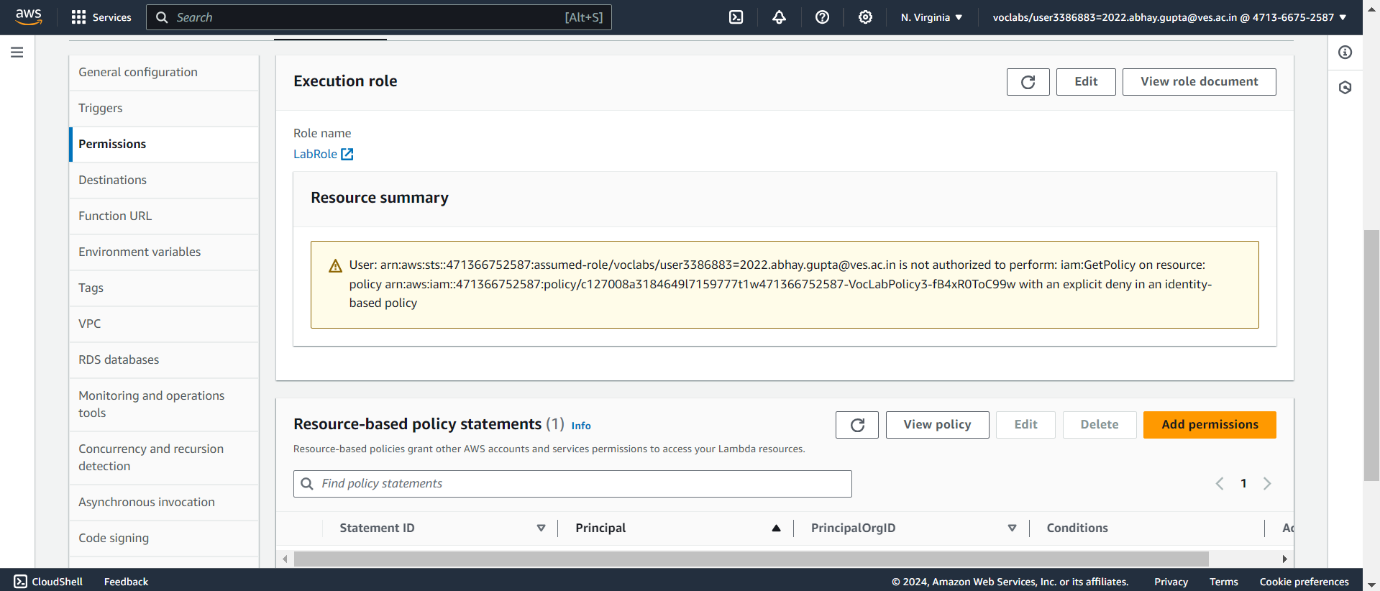 aws
Services
Search
[Alt+S]
N. Virginia
voclabs/user3386883=2022.abhay.gupta@ves.ac.in @ 4713-6675-2587
General configuration
Triggers
Permissions
Destinations
Function URL
Environment variables
Tags
VPC
RDS databases
Monitoring and operations
tools
Concurrency and recursion
detection
Asynchronous invocation
Code signing
Execution role
Edit
View role document
Role name
LabRole
Resource summary
User: arn:aws:sts::471366752587:assumed-role/voclabs/user3386883=2022.abhay.gupta@ves.ac.in is not authorized to perform: iam:GetPolicy on resource:
policy arn:aws:iam::471366752587:policy/c127008a3184649l7159777t1w471366752587-VocLabPolicy3-fB4xR0ToC99w with an explicit deny in an identity-
based policy
Resource-based policy statements (1) Info
View policy
Edit
Delete
Add permissions
Resource-based policies grant other AWS accounts and services permissions to access your Lambda resources.
Find policy statements
1
Statement ID
Principal
PrincipalOrgID
Conditions
CloudShell
Feedback
© 2024, Amazon Web Services, Inc. or its affiliates.
Privacy
Terms
Cookie preferences